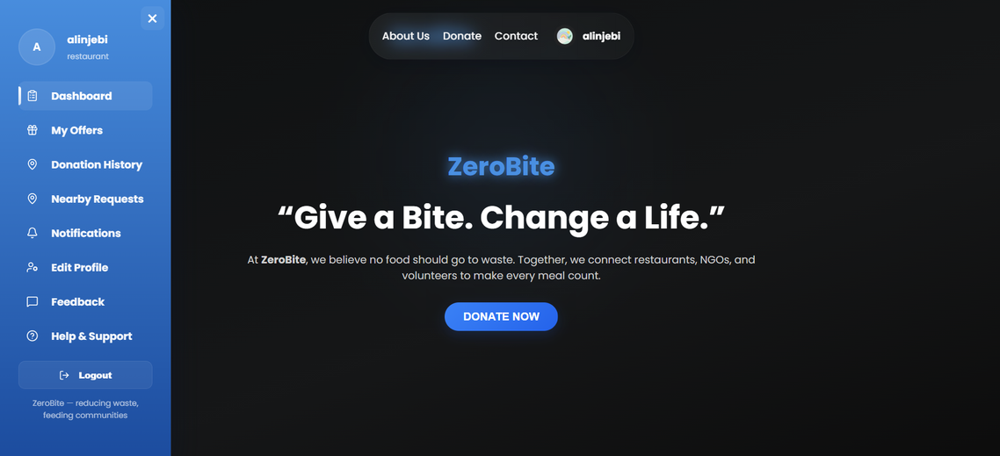 A
alinjebi
restaurant
Dashboard
My Offers
Donation History
Nearby Requests
Notifications
Edit Profile
Feedback
Help & Support
Logout
ZeroBite — reducing waste,
feeding communities
About Us Donate Contact alinjebi
ZeroBite
“Give a Bite. Change a Life.”
At ZeroBite, we believe no food should go to waste. Together, we connect restaurants, NGOs, and
volunteers to make every meal count.
DONATE NOW